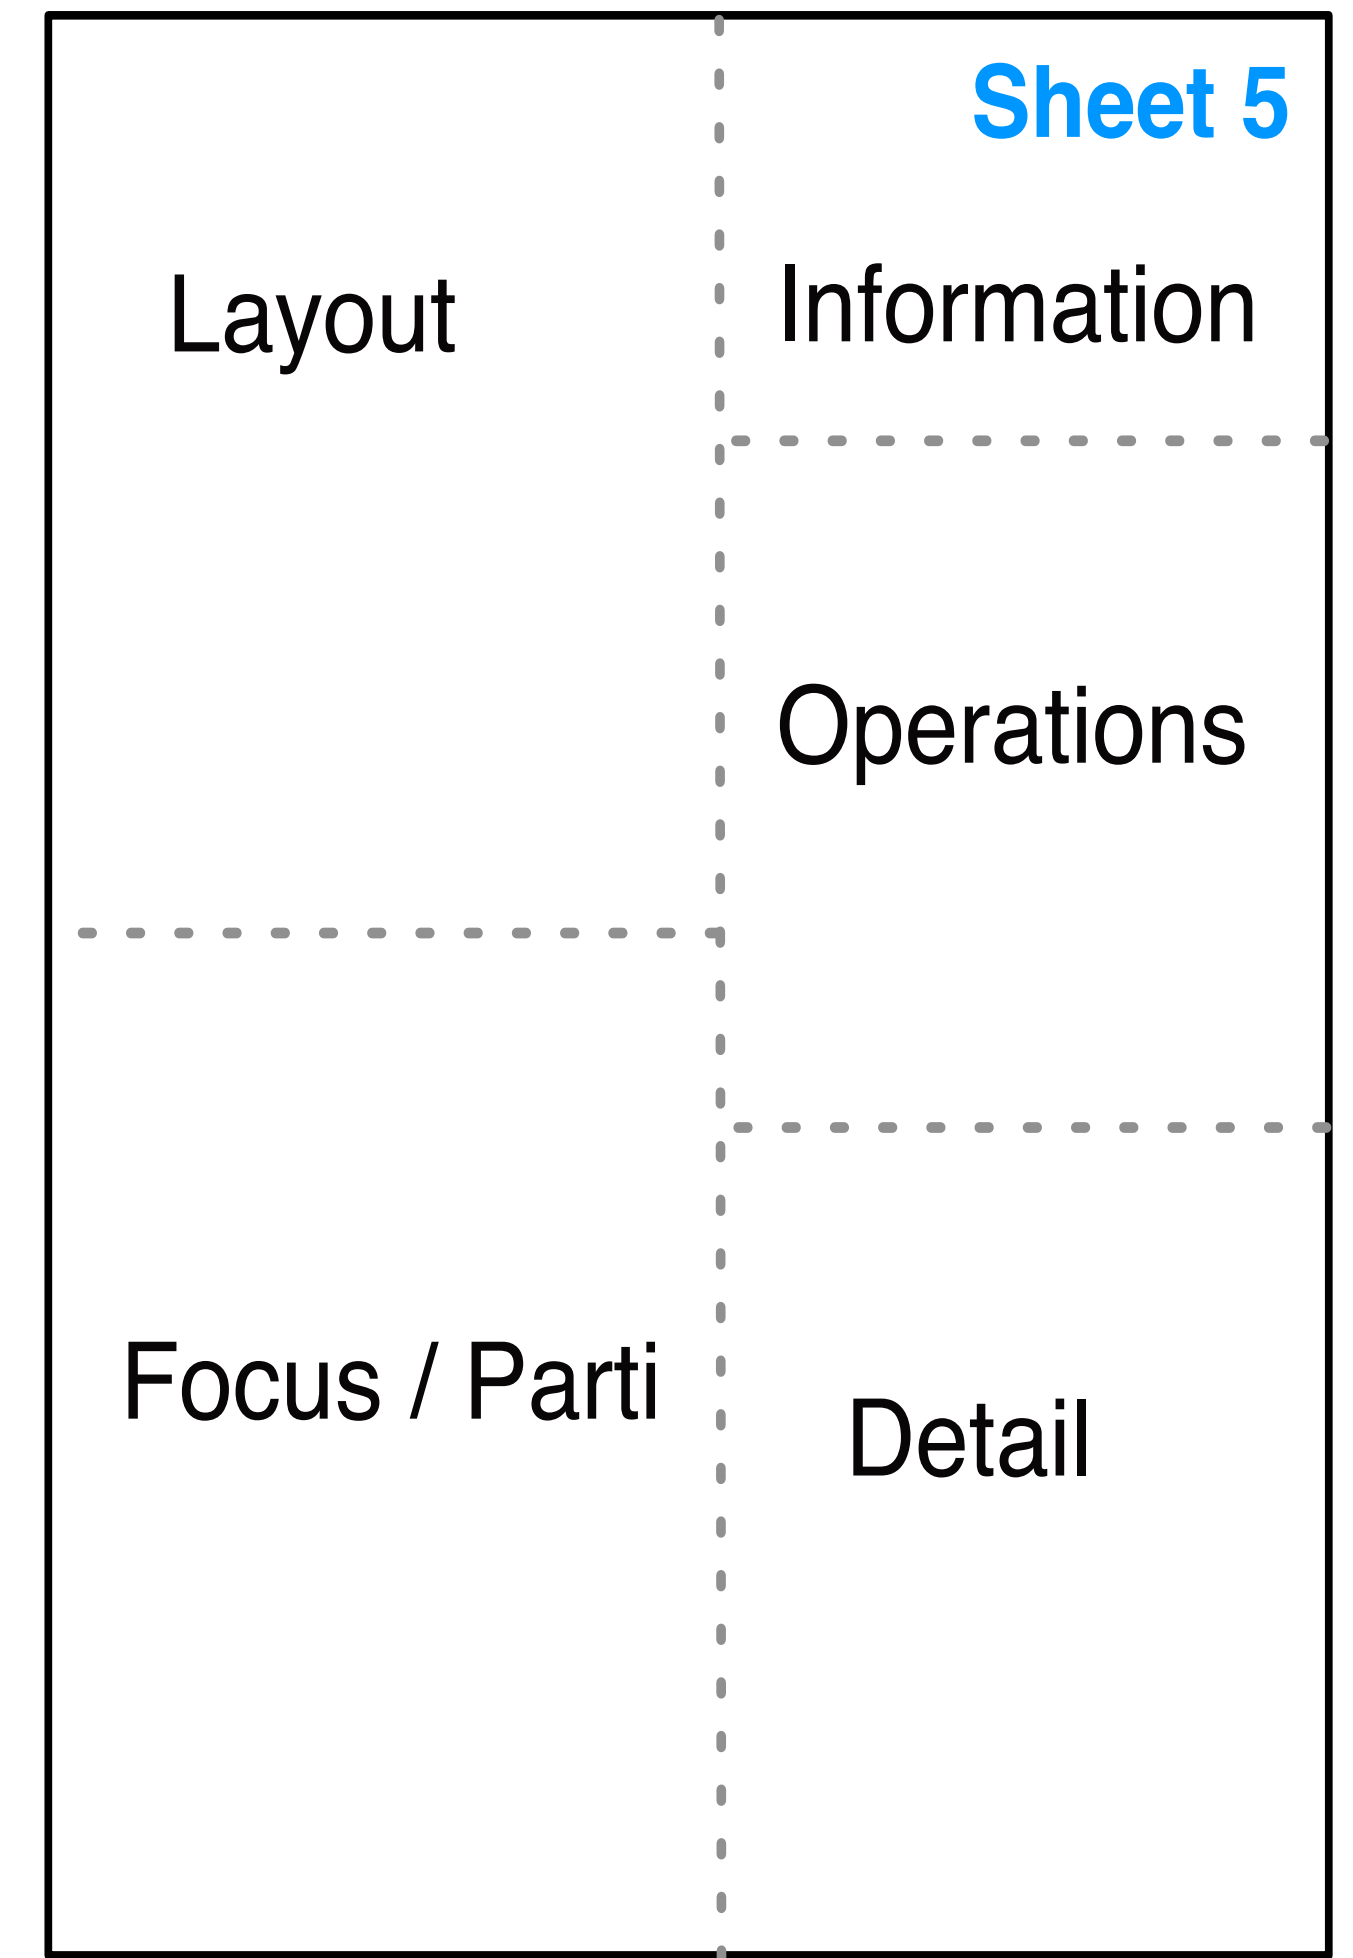 Sheet 5
Layout
Information
Operations
Focus / Parti
Detail